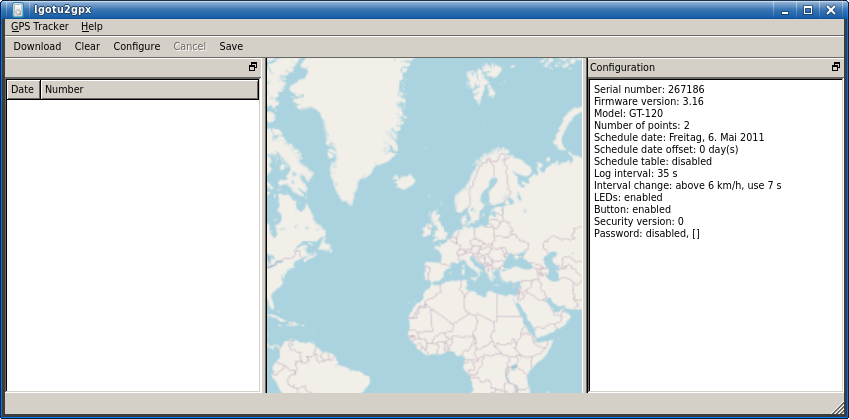 Igotu2gpx
GPS Tracker Help
Download Clear Configure Cancel Save
Date Number
Configuration
Serial number: 267186
Firmware version: 3.16
Model: GT-120
Number of points: 2
Schedule date: Freitag, 6. Mai 2011
Schedule date offset: 0 day(s)
Schedule table: disabled
Log interval: 35 s
Interval change: above 6 km/h, use 7 s
LEDs: enabled
Button: enabled
Security version: 0
Password: disabled, []